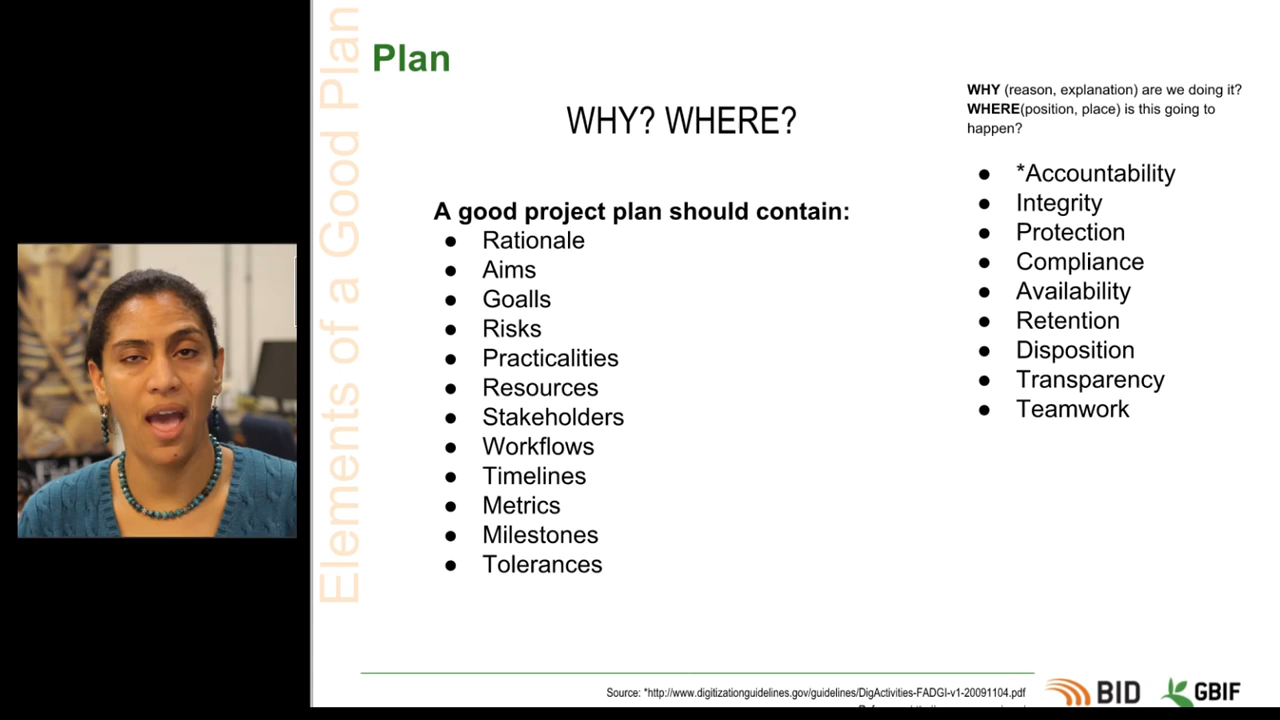 Elements of a Good Plan
Plan
WHY? WHERE?
A good project plan should contain:
● Rationale
● Aims
● Goalls
● Risks
● Practicalities
● Resources
● Stakeholders
● Workflows
● Timelines
● Metrics
● Milestones
● Tolerances
WHY (reason, explanation) are we doing it?
WHERE(position, place) is this going to
happen?
● *Accountability
● Integrity
● Protection
● Compliance
● Availability
● Retention
● Disposition
● Transparency
● Teamwork
Source: *http://www.digitizationguidelines.gov/guidelines/DigActivities-FADGI-v1-20091104.pdf
BID
GBIF